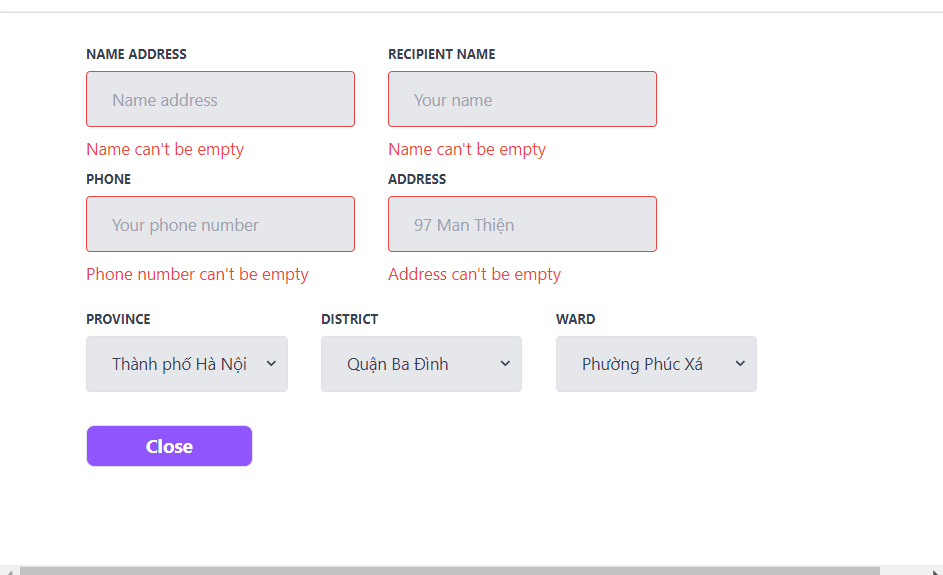 NAME ADDRESS RECIPIENT NAME
Name address Your name
Name can't be empty Name can't be empty
PHONE ADDRESS
Your phone number 97 Man Thiện
Phone number can't be empty Address can't be empty
PROVINCE DISTRICT WARD
Thành phố Hà Nội Quận Ba Đình Phường Phúc Xá
Close